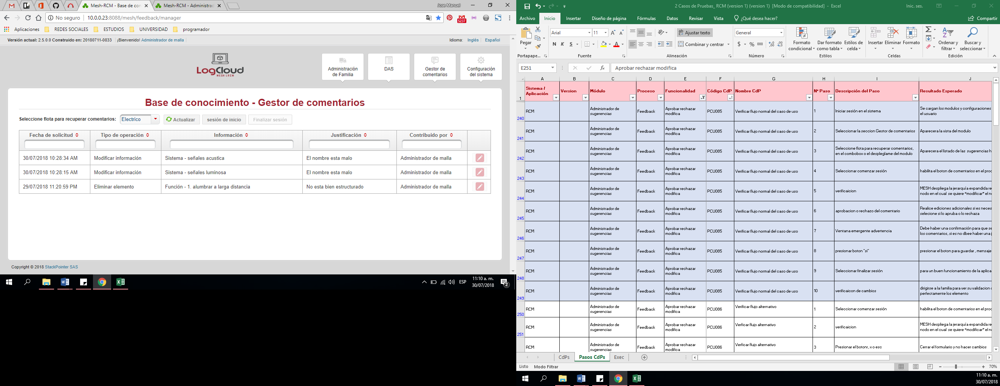 Mesh-RCM - Base de con
Mesh-RCM - Administrad
Jose Manuel
No seguro
10.0.0.23:8088/mesh/feedback/manager
5237
Aplicaciones
REDES SOCIALES
ESTUDIOS
UNIVERSIDAD
programador
Versión actual: 2.5.0.0 Construido en: 20180711-0833
¡Bienvenido! Administrador de malla
Idioma:
Inglés
Español
LogCloud
MESH LRCM
Administración
de Familia
DAS
Gestor de
comentarios
Configuración
del sistema
Base de conocimiento - Gestor de comentarios
Seleccione flota para recuperar comentarios:
Electrico
Actualizar
sesión de inicio
Finalizar sesión
Fecha de solicitud
Tipo de operación
Información
Justificación
Contribuido por
30/07/2018 10:28:34 AM
Modificar información
Sistema - señales acustica
El nombre esta malo
Administrador de malla
30/07/2018 10:28:15 AM
Modificar información
Sistema - señales luminosa
El nombre esta malo
Administrador de malla
29/07/2018 11:20:59 PM
Eliminar elemento
Función - 1. alumbrar a larga distancia
No esta bien estructurado
Administrador de malla
Copyright © 2018 StackPointer SAS
ESP
11:10 a. m.
30/07/2018
2
2 Casos de Pruebas_ RCM (version 1) (version 1) [Modo de compatibilidad] - Excel
Inic. ses.
Archivo
Inicio
Insertar
Diseño de página
Fórmulas
Datos
Revisar
Vista
¿Qué desea hacer?
Compartir
Pegar
Portapape...
Arial
11
N K S
Fuente
Ajustar texto
Combinar y centrar
Alineación
General
$ % 000
Número
Formato
condicional
Dar formato
como tabla
Estilos de
celda
Estilos
Insertar
Eliminar
Formato
Celdas
Ordenar y
filtrar
Buscar y
seleccionar
Edición
E251
fx
Aprobar rechazar modifica
A B C D E F G H I J
1
Sistema /
Aplicación
Version
Módulo
Proceso
Funcionalidad
Código CdP
Nombre CdP
N° Paso
Descripción del Paso
Resultado Esperado
240
RCM
Administrador de
sugerencias
Feedback
Aprobar rechazar
modifica
PCU085
Verificar flujo normal del caso de uso
1
Iniciar sesión en el sistema
Se cargan los modulos y configuraciones
el usuario
241
RCM
Administrador de
sugerencias
Feedback
Aprobar rechazar
modifica
PCU085
Verificar flujo normal del caso de uso
2
Seleccionar la seccion Gestor de comentarios
Aparecera la vista del modulo
242
RCM
Administrador de
sugerencias
Feedback
Aprobar rechazar
modifica
PCU085
Verificar flujo normal del caso de uso
3
Seleccione flota para recuperar comentarios,
en el combobox o el despleglame del modulo
Aparecera el listado de las sugerencias h
243
RCM
Administrador de
sugerencias
Feedback
Aprobar rechazar
modifica
PCU085
Verificar flujo normal del caso de uso
4
Seleccionar comenzar sesión
habilita el boton de comentarios en el proc
244
RCM
Administrador de
sugerencias
Feedback
Aprobar rechazar
modifica
PCU085
Verificar flujo normal del caso de uso
5
verificaicion
MESH despliega la jerarquía expandida re
nodo en el cual se quiere “modificar” el no
245
RCM
Administrador de
sugerencias
Feedback
Aprobar rechazar
modifica
PCU085
Verificar flujo normal del caso de uso
6
aprobacion o rechazo del comentario
Realice ediciones adicionales si es neces
selecione si lo apruba o lo rechaza
246
RCM
Administrador de
sugerencias
Feedback
Aprobar rechazar
modifica
PCU085
Verificar flujo normal del caso de uso
7
Ventana emergente advertencia
Debe haber una confirmación para que se
los comentarios, si es no dbee haber una j
247
RCM
Administrador de
sugerencias
Feedback
Aprobar rechazar
modifica
PCU085
Verificar flujo normal del caso de uso
8
presionar boton "si"
presionar el boton para guardar , mensaje
248
RCM
Administrador de
sugerencias
Feedback
Aprobar rechazar
modifica
PCU085
Verificar flujo normal del caso de uso
9
Seleccionar finalizar sesión
para un buen funcionamiento de la aplica
249
RCM
Administrador de
sugerencias
Feedback
Aprobar rechazar
modifica
PCU085
Verificar flujo normal del caso de uso
10
verificaicon de cambios
dirigirse a la familia para ver su validacion
perfectamente los elemento
250
RCM
Administrador de
sugerencias
Feedback
Aprobar rechazar
modifica
PCU086
Verificar flujo alternativo
1
Seleccionar comenzar sesión
habilita el boton de comentarios en el proc
251
RCM
Administrador de
sugerencias
Feedback
Aprobar rechazar
modifica
PCU086
Verficar flujo alternativo
2
verificaicion
MESH despliega la jerarquía expandida re
nodo en el cual se quiere “modificar” el no
RCM
Administrador de
sugerencias
Feedback
Aprobar rechazar
modifica
PCU086
Verficar flujo alternativo
3
Presionar el botonr, x o esc
Cerrar el formulario y no hacer cambios
CdPs
Pasos CdPs
Exec
Listo
Modo Filtrar
70%
11:10 a. m.
30/07/2018